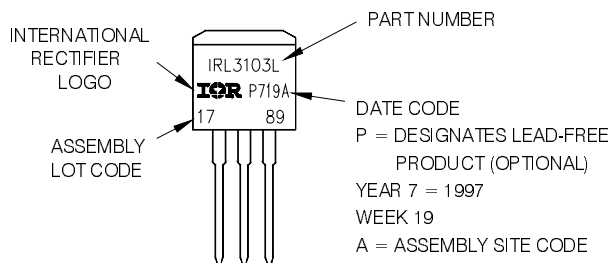 PART NUMBER
INTERNATIONAL
RECTIFIER
LOGO
IRL3103L
IOR P719A
17 89
ASSEMBLY
LOT CODE
DATE CODE
P = DESIGNATES LEAD-FREE
PRODUCT (OPTIONAL)
YEAR 7 = 1997
WEEK 19
A = ASSEMBLY SITE CODE